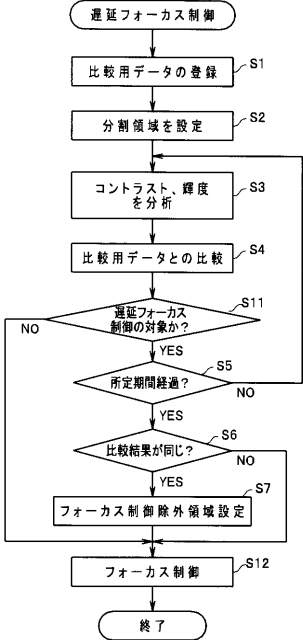 遅延フォーカス制御
比較用データの登録
S1
分割領域を設定
S2
コントラスト、輝度
を分析
S3
比較用データとの比較
S4
遅延フォーカス
制御の対象か?
S11
NO
YES
所定期間経過?
S5
NO
YES
比較結果が同じ?
S6
NO
YES
フォーカス制御除外領域設定
S7
フォーカス制御
S12
終了